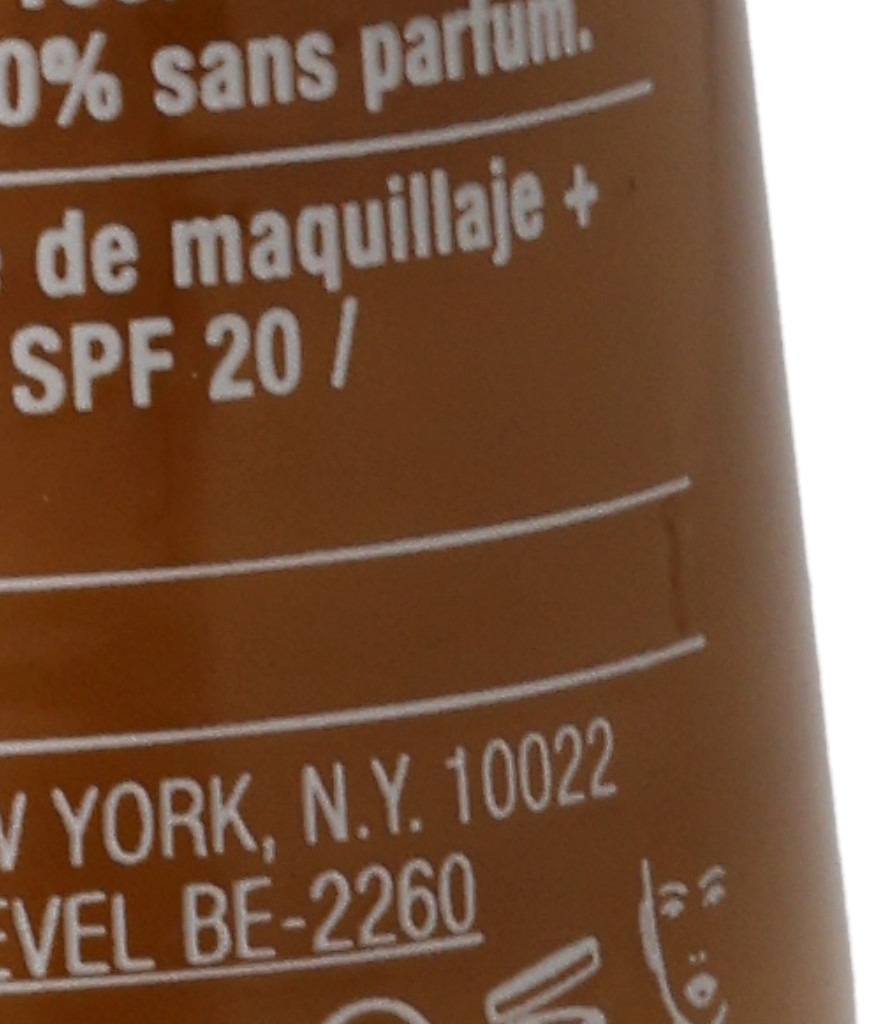 0% sans parfum.
de maquillaje +
SPF 20 /
YORK, N.Y. 10022
EVEL BE-2260